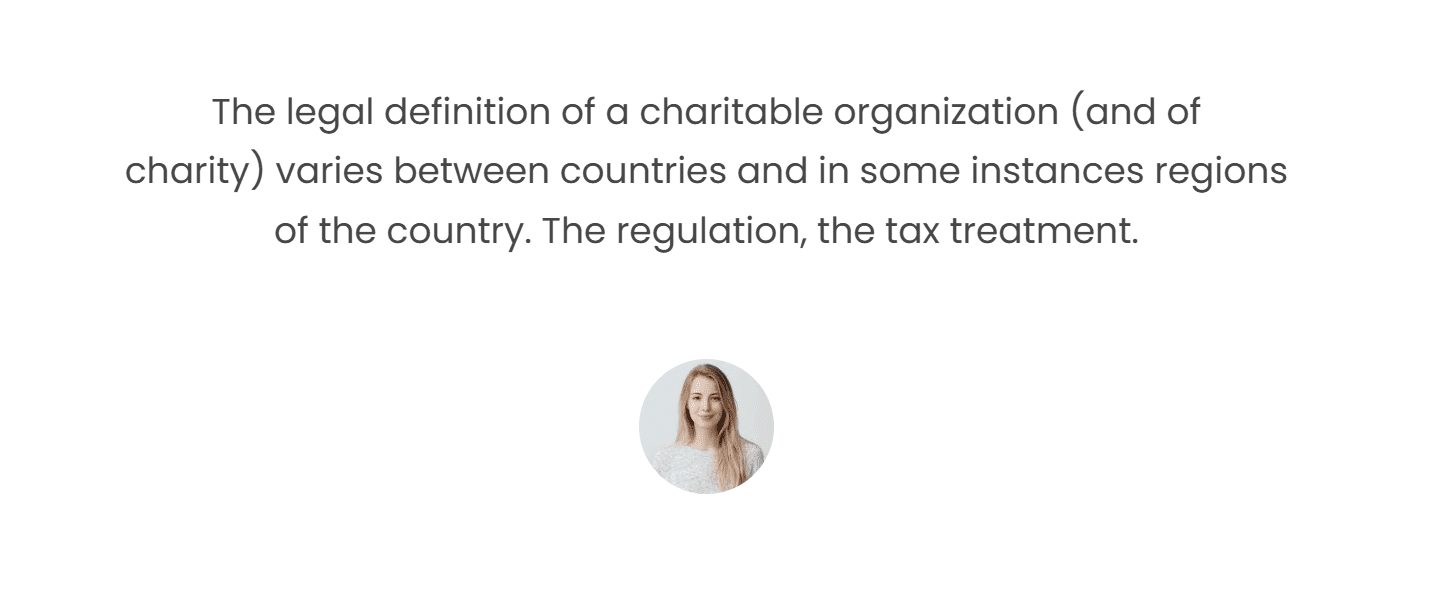 The legal definition of a charitable organization (and of
charity) varies between countries and in some instances regions
of the country. The regulation, the tax treatment.